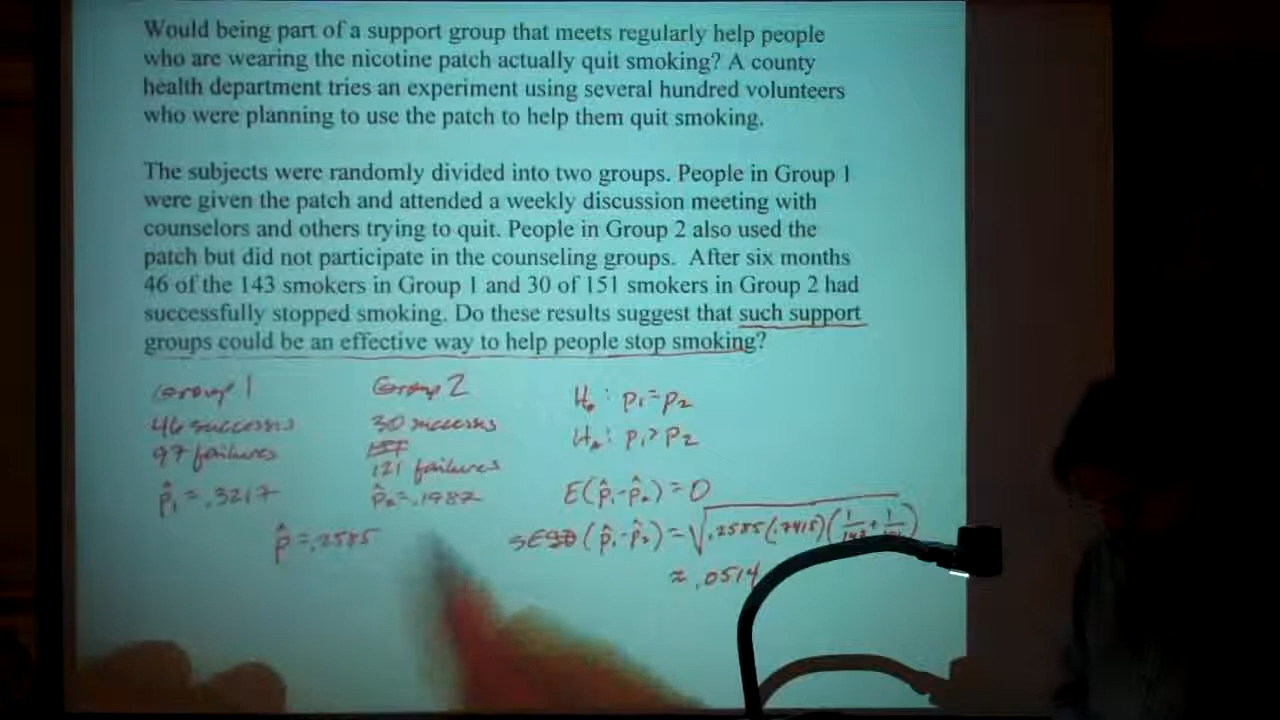 Would being part of a support group that meets regularly help people
who are wearing the nicotine patch actually quit smoking? A county
health department tries an experiment using several hundred volunteers
who were planning to use the patch to help them quit smoking.
The subjects were randomly divided into two groups. People in Group 1
were given the patch and attended a weekly discussion meeting with
counselors and others trying to quit. People in Group 2 also used the
patch but did not participate in the counseling groups. After six months
46 of the 143 smokers in Group 1 and 30 of 151 smokers in Group 2 had
successfully stopped smoking. Do these results suggest that such support
groups could be an effective way to help people stop smoking?
Group 1
46 successes
97 failures
p̂₁ = .3217
Group 2
30 successes
121 failures
p̂₂ = .1987
p̂ = .2585
H₀: p₁ = p₂
Hₐ: p₁ > p₂
E(p̂₁-p̂₂) = 0
SE(p̂₁-p̂₂) = √.2585(.7415)(1/143 + 1/151)
≈ .0514